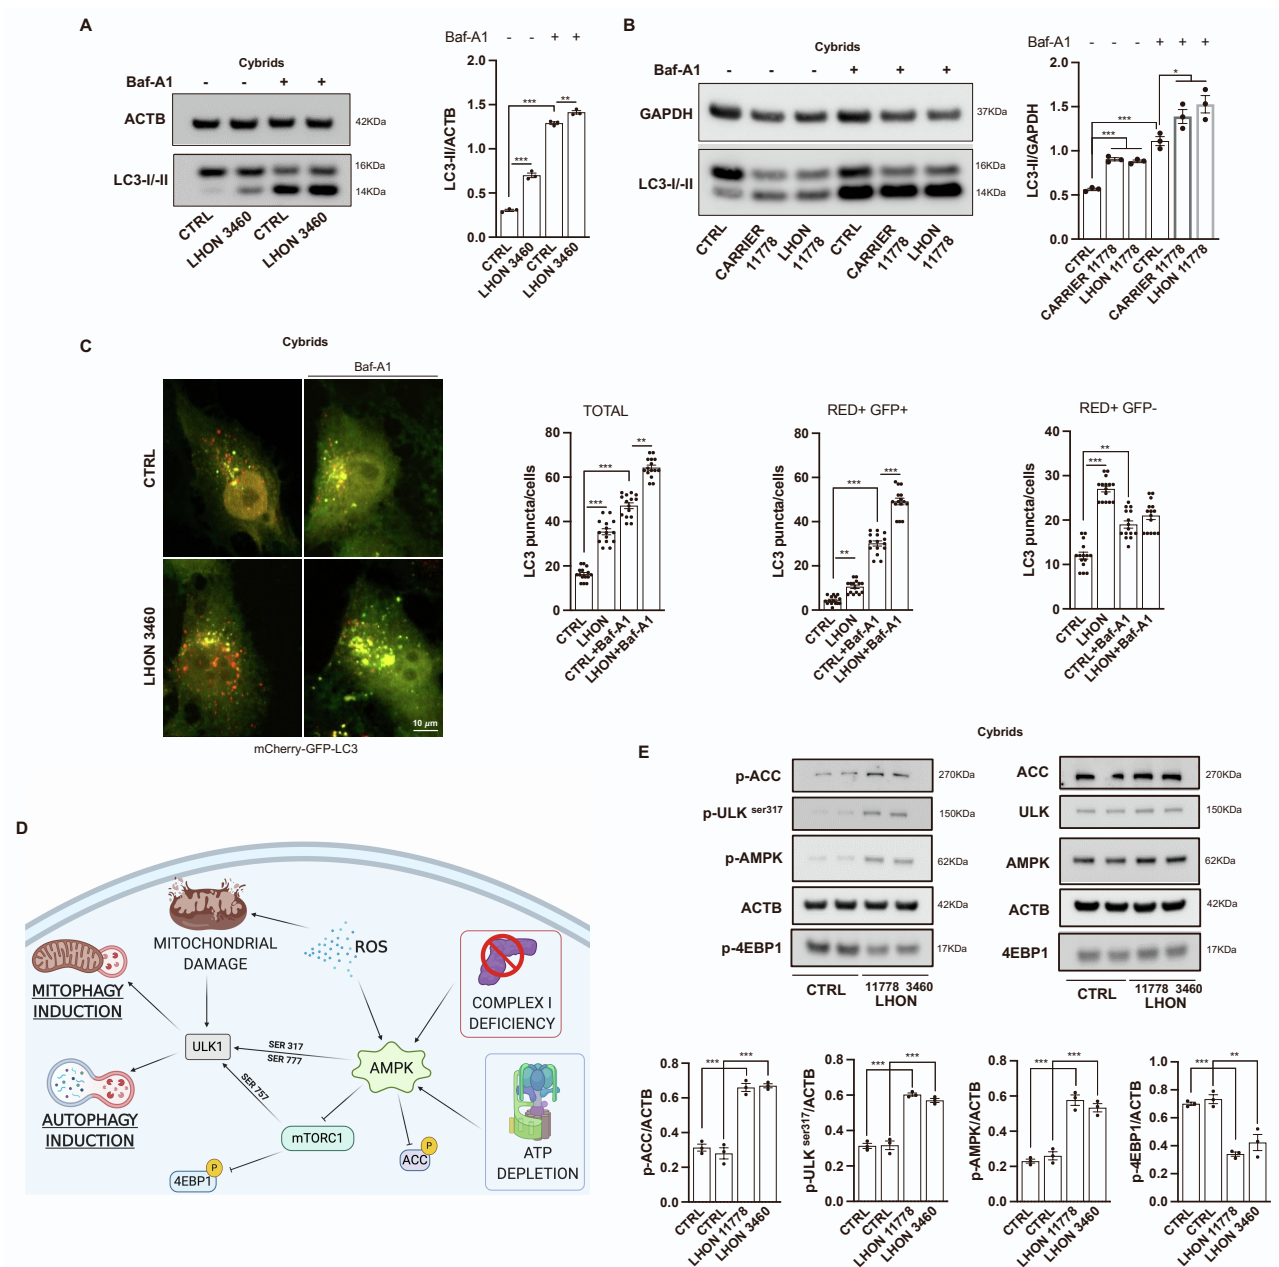 A
Cybrids
Baf-A1 - - + +
ACTB 42KDa
LC3-I/-II 16KDa
14KDa
CTRL LHON 3460 CTRL LHON 3460
Baf-A1 - - + +
LC3-II/ACTB
2.0
1.5
1.0
0.5
0.0
*** *** **
CTRL LHON 3460 CTRL LHON 3460
B
Cybrids
Baf-A1 - - - + + +
GAPDH 37KDa
LC3-I/-II 16KDa
14KDa
CTRL CARRIER 11778 LHON 11778 CTRL CARRIER 11778 LHON 11778
Baf-A1 - - - + + +
LC3-II/GAPDH
2.0
1.5
1.0
0.5
0.0
*** *** *
CTRL CARRIER 11778 LHON 11778 CTRL CARRIER 11778 LHON 11778
C
Cybrids
Baf-A1
CTRL
LHON 3460
10 µm
mCherry-GFP-LC3
TOTAL
LC3 puncta/cells
80
60
40
20
0
*** *** **
CTRL LHON CTRL+Baf-A1 LHON+Baf-A1
RED+ GFP+
LC3 puncta/cells
80
60
40
20
0
** *** ***
CTRL LHON CTRL+Baf-A1 LHON+Baf-A1
RED+ GFP-
LC3 puncta/cells
40
30
20
10
0
*** **
CTRL LHON CTRL+Baf-A1 LHON+Baf-A1
D
MITOCHONDRIAL
DAMAGE
ROS
MITOPHAGY
INDUCTION
COMPLEX I
DEFICIENCY
ULK1
SER 317
SER 777
AMPK
SER 757
AUTOPHAGY
INDUCTION
mTORC1
P
ACC
P
4EBP1
ATP
DEPLETION
E
Cybrids
p-ACC 270KDa
p-ULK ser317 150KDa
p-AMPK 62KDa
ACTB 42KDa
p-4EBP1 17KDa
CTRL 11778 3460
LHON
ACC 270KDa
ULK 150KDa
AMPK 62KDa
ACTB 42KDa
4EBP1 17KDa
CTRL 11778 3460
LHON
p-ACC/ACTB
0.8
0.6
0.4
0.2
0.0
*** ***
CTRL CTRL LHON 11778 LHON 3460
p-ULK ser317/ACTB
0.8
0.6
0.4
0.2
0.0
*** ***
CTRL CTRL LHON 11778 LHON 3460
p-AMPK/ACTB
0.8
0.6
0.4
0.2
0.0
*** ***
CTRL CTRL LHON 11778 LHON 3460
p-4EBP1/ACTB
1.0
0.8
0.6
0.4
0.2
0.0
*** **
CTRL CTRL LHON 11778 LHON 3460